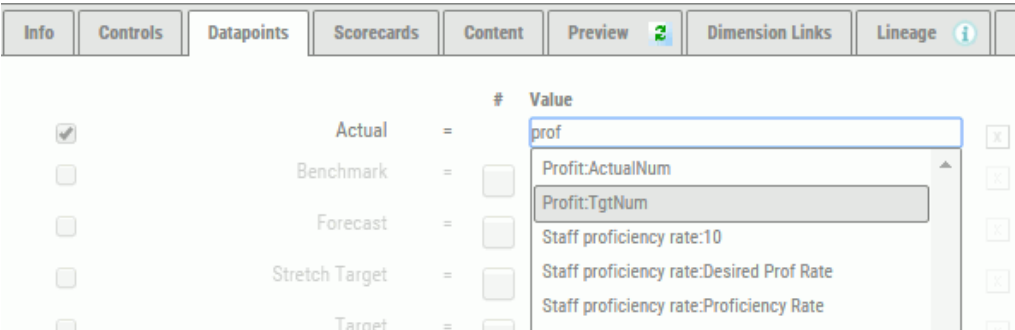 Info Controls Datapoints Scorecards Content Preview Dimension Links Lineage i
# Value
Actual = prof X
Profit:ActualNum
Benchmark = X
Profit:TgtNum
Forecast = X
Staff proficiency rate:10
Stretch Target = X
Staff proficiency rate:Desired Prof Rate
Staff proficiency rate:Proficiency Rate
Target =